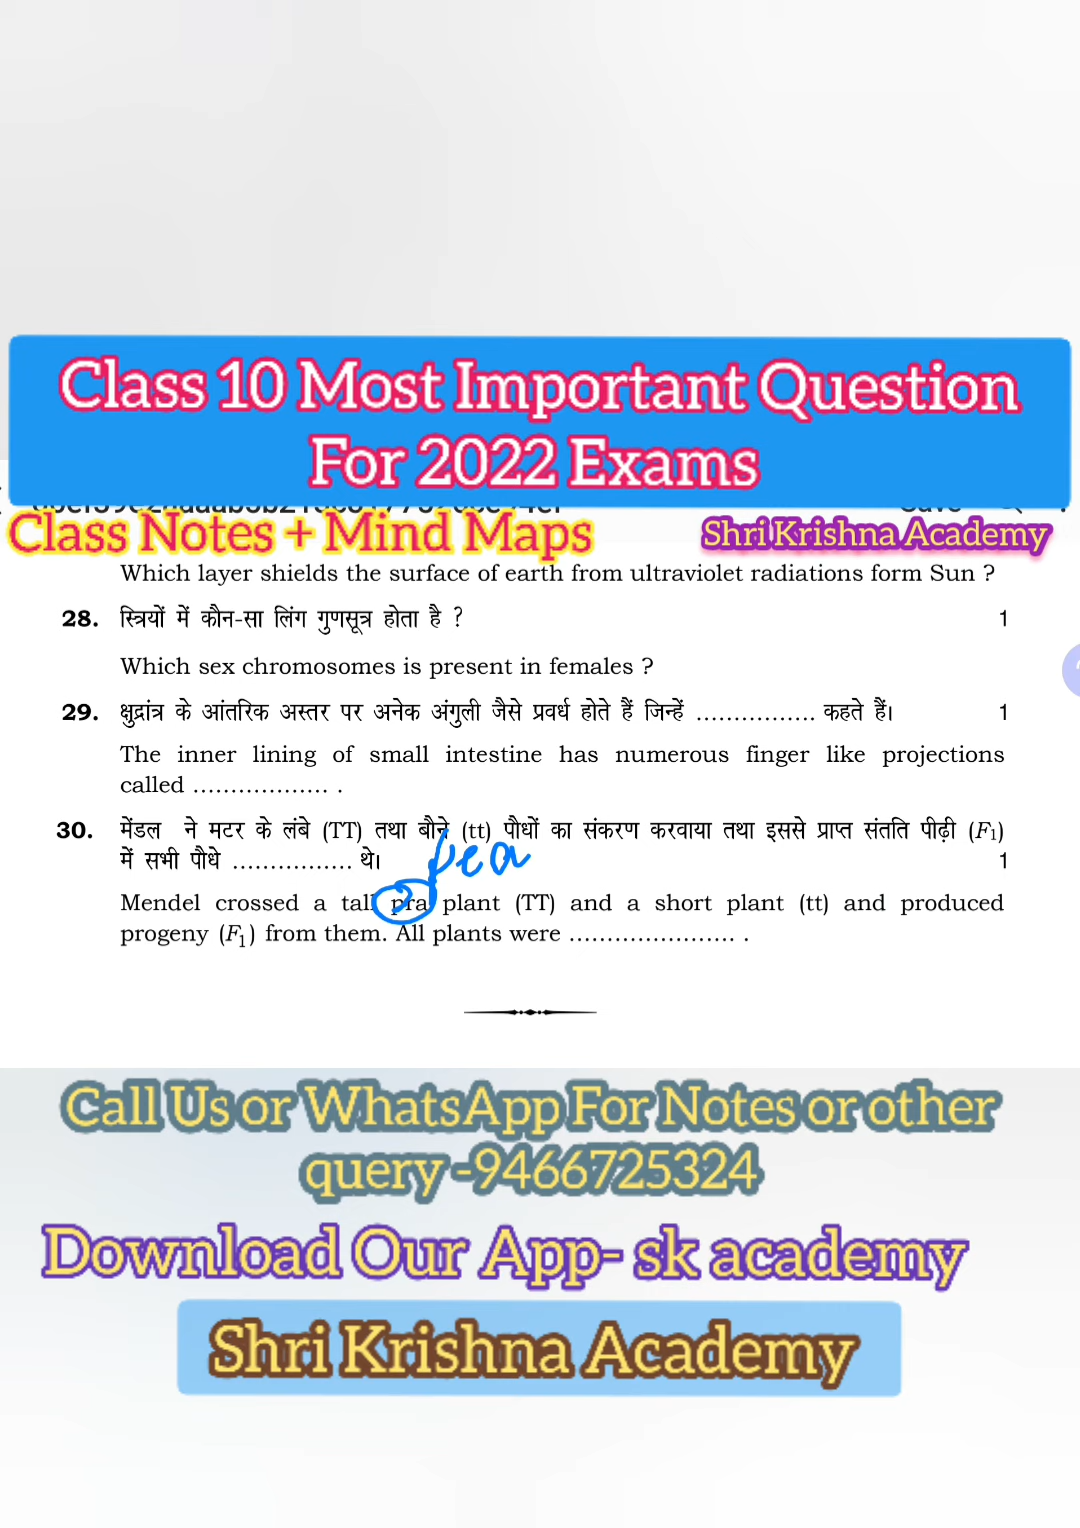 Class 10 Most Important Question
For 2022 Exams
Class Notes + Mind Maps
Shri Krishna Academy
Which layer shields the surface of earth from ultraviolet radiations form Sun ?
28. स्त्रियों में कौन-सा लिंग गुणसूत्र होता है ? 1
Which sex chromosomes is present in females ?
29. क्षुद्रांत्र के आंतरिक अस्तर पर अनेक अंगुली जैसे प्रवर्ध होते हैं जिन्हें ................ कहते हैं। 1
The inner lining of small intestine has numerous finger like projections
called .................. .
30. मेंडल ने मटर के लंबे (TT) तथा बौने (tt) पौधों का संकरण करवाया तथा इससे प्राप्त संतति पीढ़ी (F1)
में सभी पौधे ................ थे। 1
pea
Mendel crossed a tall pra plant (TT) and a short plant (tt) and produced
progeny (F1) from them. All plants were ...................... .
Call Us or WhatsApp For Notes or other
query -9466725324
Download Our App- sk academy
Shri Krishna Academy